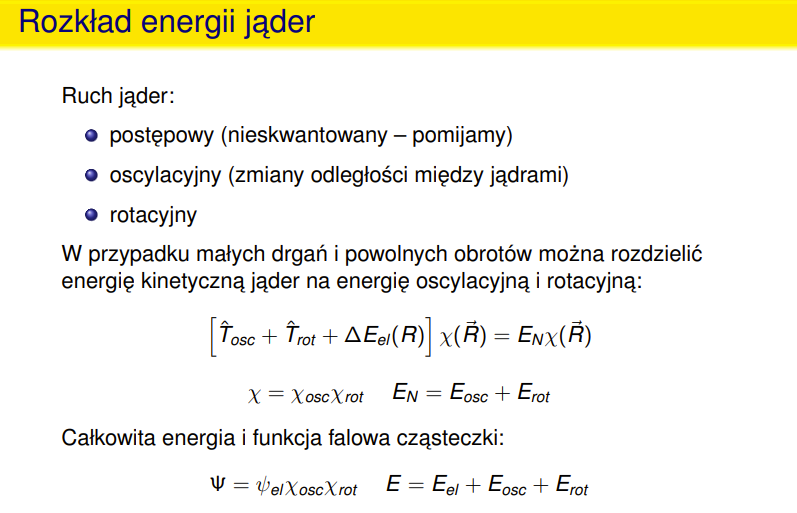 Rozkład energii jąder
Ruch jąder:
postępowy (nieskwantowany – pomijamy)
oscylacyjny (zmiany odległości między jądrami)
rotacyjny
W przypadku małych drgań i powolnych obrotów można rozdzielić
energię kinetyczną jąder na energię oscylacyjną i rotacyjną:
$\left[\hat{T}_{osc} + \hat{T}_{rot} + \Delta E_{el}(R)\right] \chi(\vec{R}) = E_N \chi(\vec{R})$
$\chi = \chi_{osc}\chi_{rot} \quad E_N = E_{osc} + E_{rot}$
Całkowita energia i funkcja falowa cząsteczki:
$\Psi = \psi_{el}\chi_{osc}\chi_{rot} \quad E = E_{el} + E_{osc} + E_{rot}$